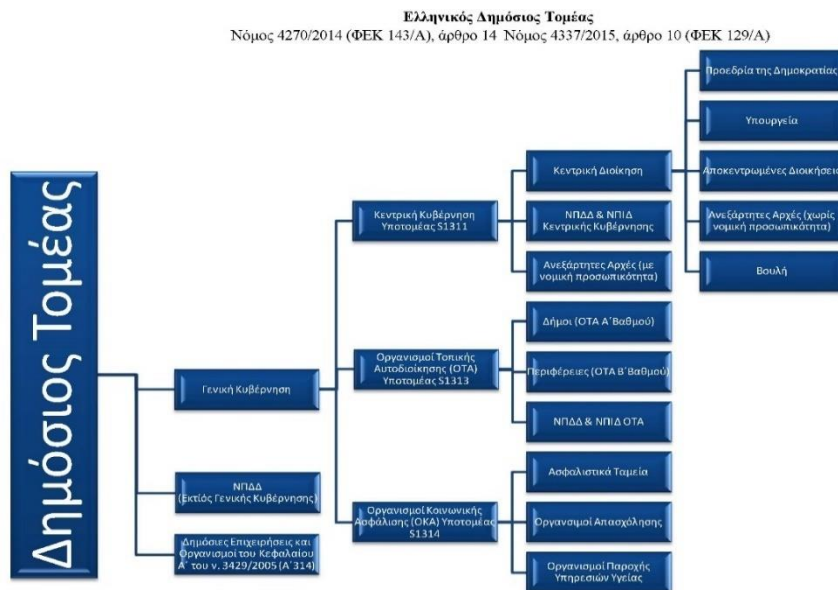 Ελληνικός Δημόσιος Τομέας
Νόμος 4270/2014 (ΦΕΚ 143/Α), άρθρο 14 Νόμος 4337/2015, άρθρο 10 (ΦΕΚ 129/Α)
Δημόσιος Τομέας
Γενική Κυβέρνηση
ΝΠΔΔ
(Εκτίός Γενικής Κυβέρνησης)
Δημόσιες Επιχειρήσεις και
Οργανισμοί του Κεφαλαίου
Α΄ του ν. 3429/2005 (Α΄314)
Κεντρική Κυβέρνηση
Υποτομέας S1311
Οργανισμοί Τοπικής
Αυτοδιοίκησης (ΟΤΑ)
Υποτομέας S1313
Οργανισμοί Κοινωνικής
Ασφάλισης (ΟΚΑ) Υποτομέας
S1314
Κεντρική Διοίκηση
ΝΠΔΔ & ΝΠΙΔ
Κεντρικής Κυβέρνησης
Ανεξάρτητες Αρχές (με
νομική προσωπικότητα)
Δήμοι (ΟΤΑ Α΄Βαθμού)
Περιφέρειες (ΟΤΑ Β΄Βαθμού)
ΝΠΔΔ & ΝΠΙΔ ΟΤΑ
Ασφαλιστικά Ταμεία
Οργανσιμοί Απασχόλησης
Οργανισμοί Παροχής
Υπηρεσιών Υγείας
Προεδρία της Δημοκρατίας
Υπουργεία
Αποκεντρωμένες Διοικήσεις
Ανεξάρτητες Αρχές (χωρίς
νομική προσωπικότητα)
Βουλή